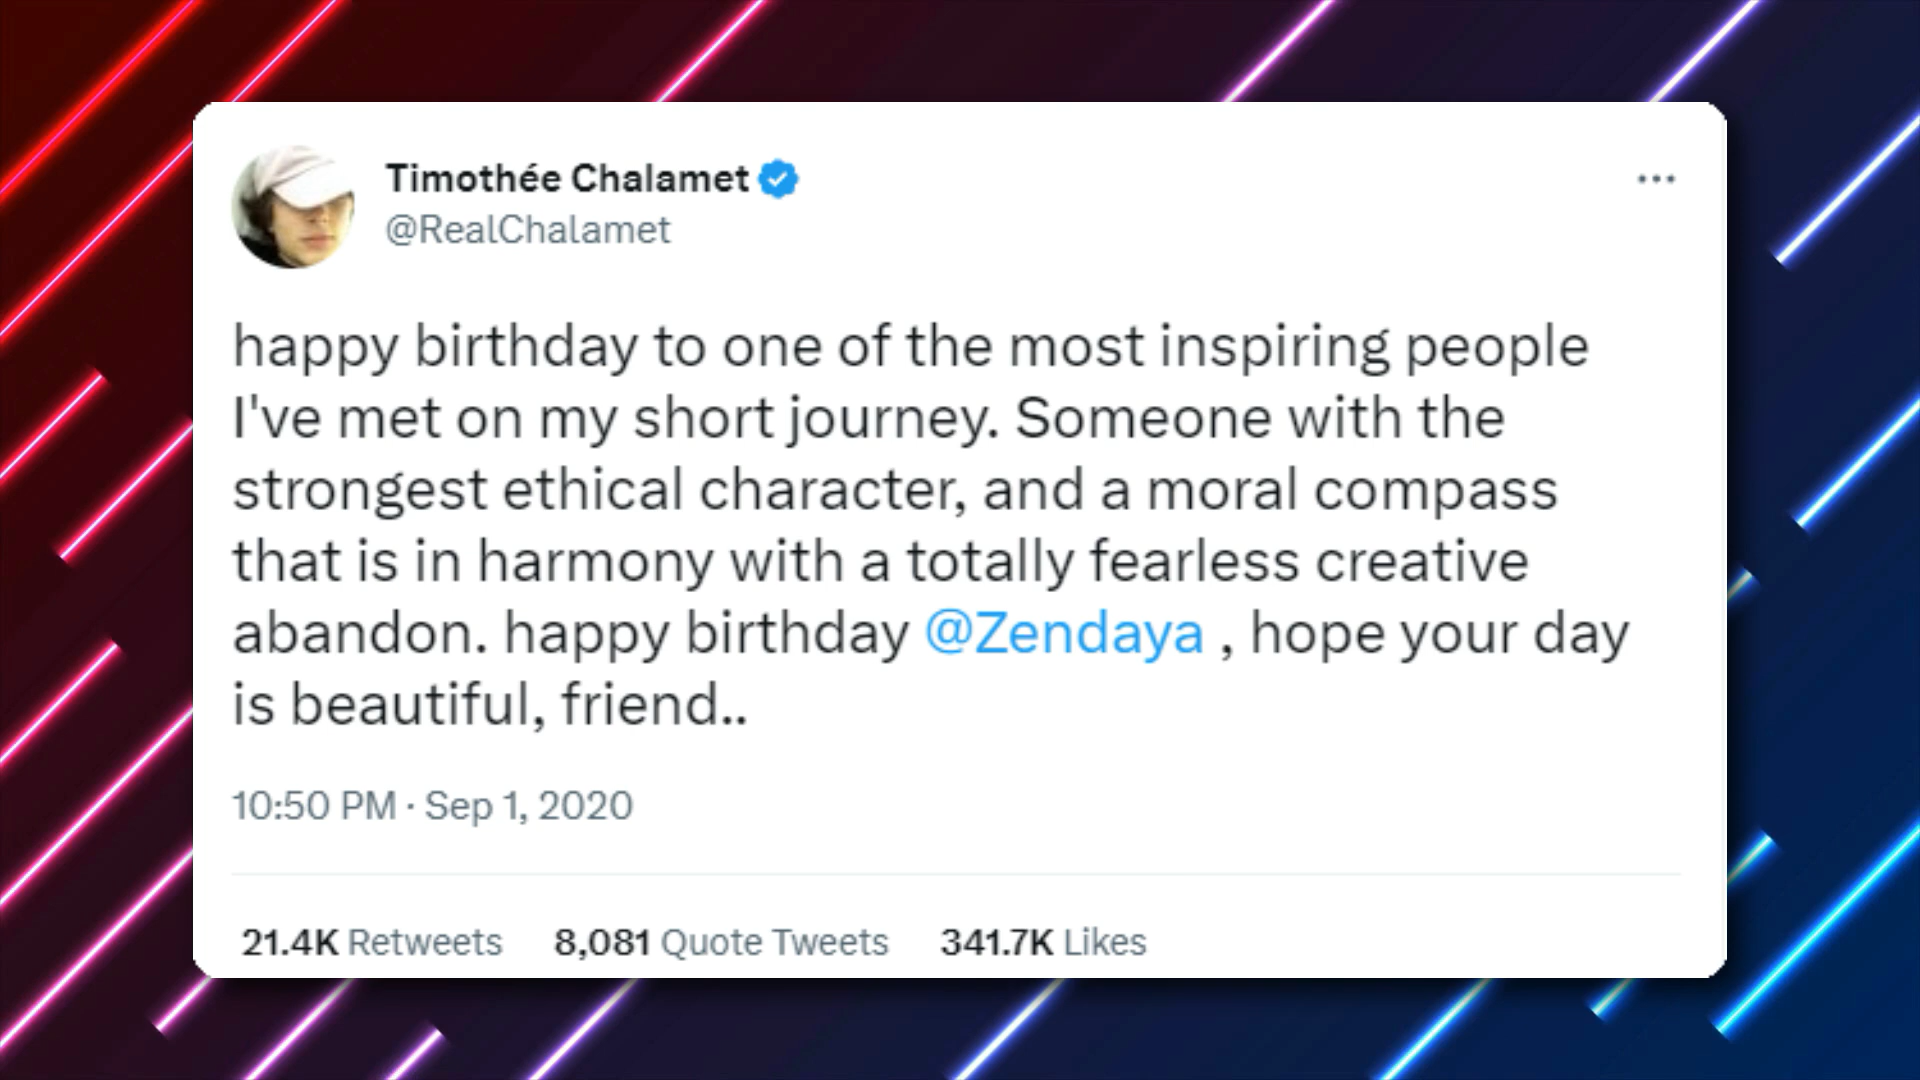 Timothée Chalamet
@RealChalamet
happy birthday to one of the most inspiring people
I've met on my short journey. Someone with the
strongest ethical character, and a moral compass
that is in harmony with a totally fearless creative
abandon. happy birthday @Zendaya , hope your day
is beautiful, friend..
10:50 PM · Sep 1, 2020
21.4K Retweets 8,081 Quote Tweets 341.7K Likes